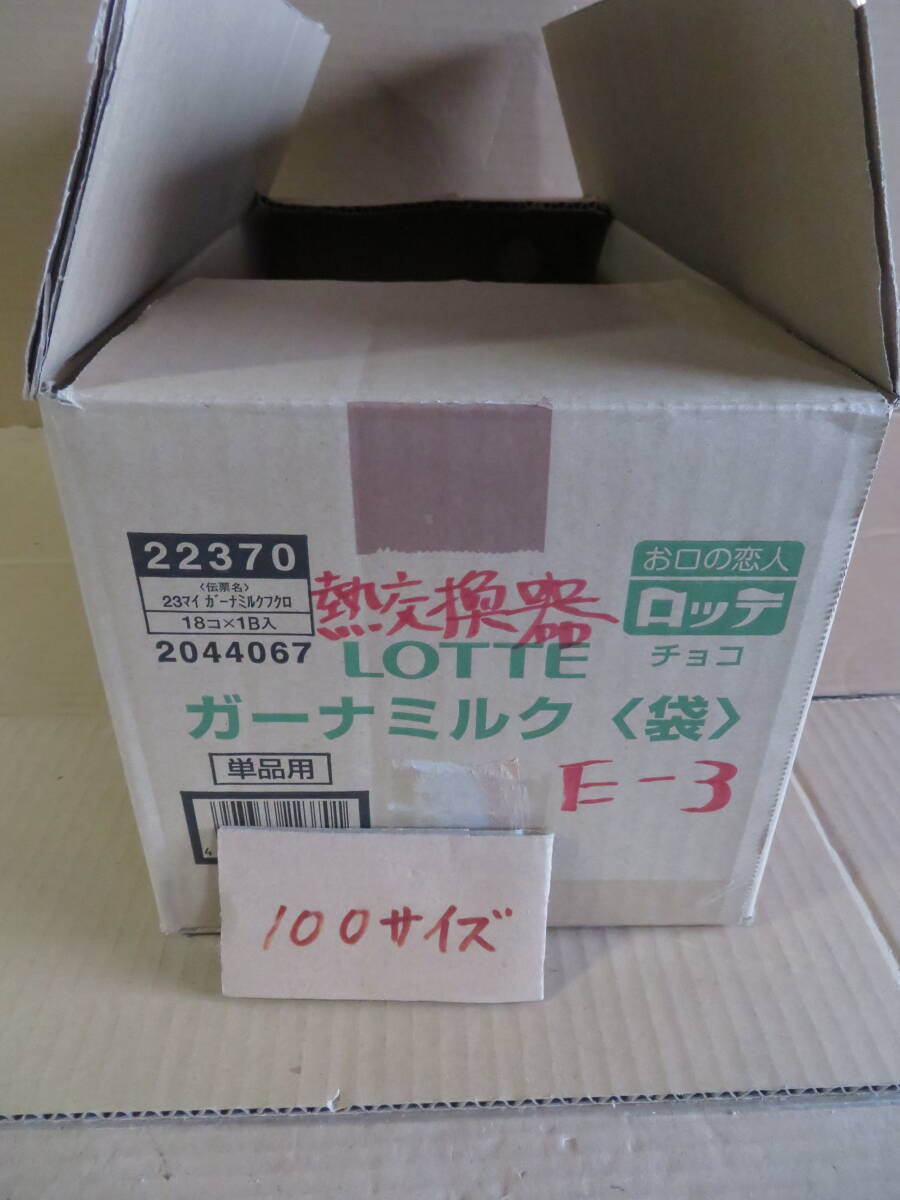 22370
〈伝票名〉
23マイ ガーナミルクフクロ
18コ×1B入
2044067
熱交換器
お口の恋人
ロッテ
チョコ
LOTTE
ガーナミルク〈袋〉
単品用
E-3
4
100サイズ